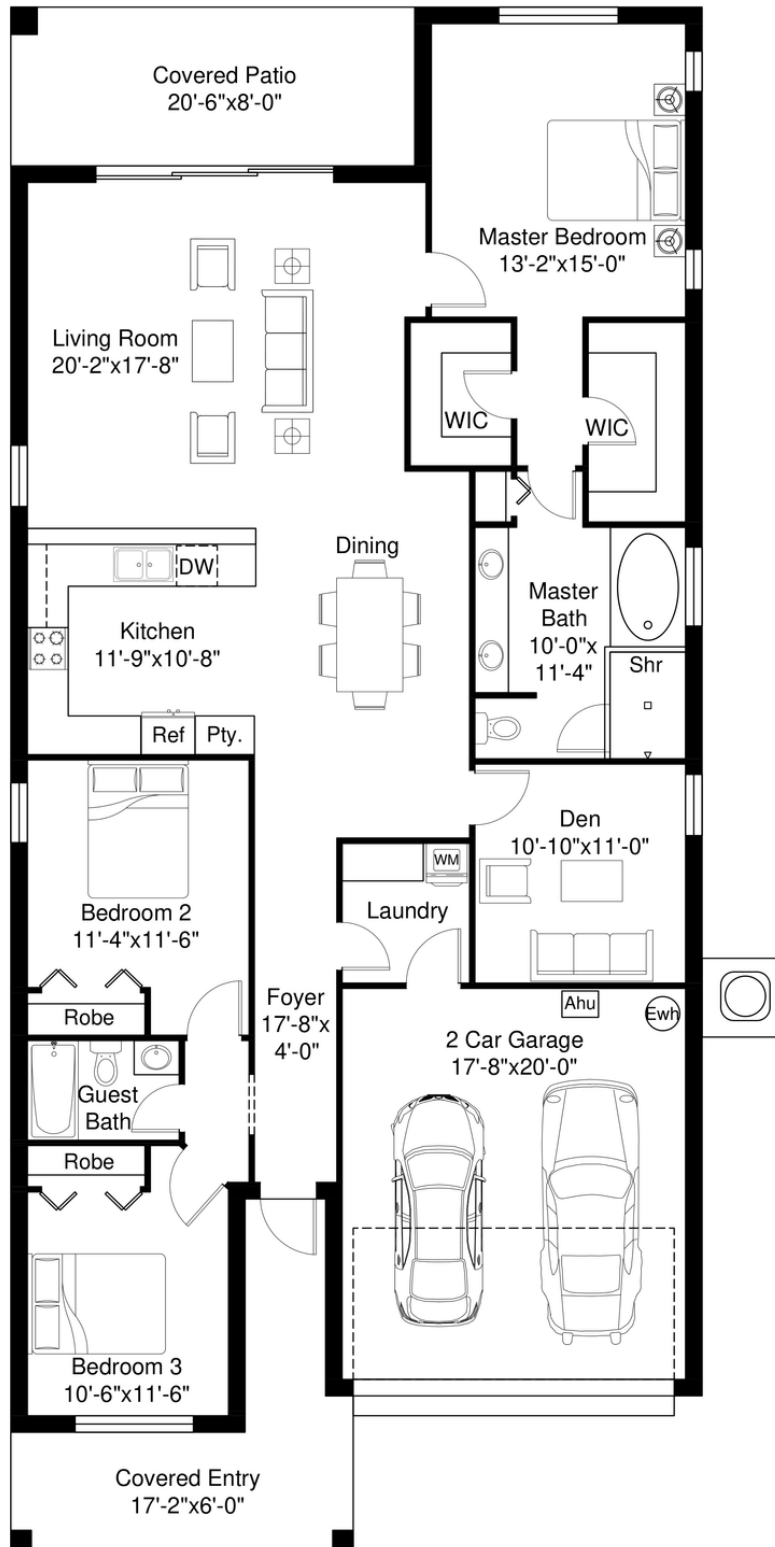 Covered Patio
20'-6"x8'-0"
Master Bedroom
13'-2"x15'-0"
Living Room
20'-2"x17'-8"
WIC
WIC
Dining
DW
Kitchen
11'-9"x10'-8"
Master
Bath
10'-0"x
11'-4"
Shr
Ref
Pty.
Den
10'-10"x11'-0"
WM
Laundry
Bedroom 2
11'-4"x11'-6"
Robe
Foyer
17'-8"x
4'-0"
Ahu
Ewh
2 Car Garage
17'-8"x20'-0"
Guest
Bath
Robe
Bedroom 3
10'-6"x11'-6"
Covered Entry
17'-2"x6'-0"